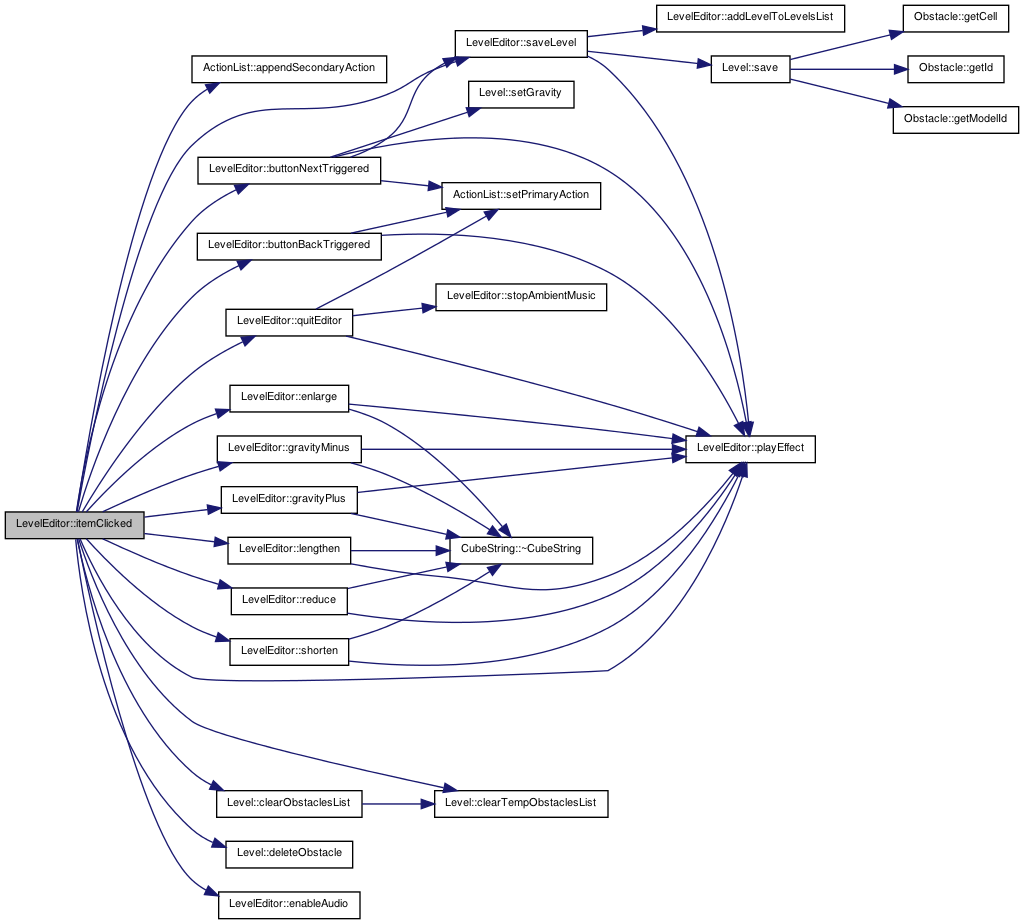 LevelEditor::itemClicked
ActionList::appendSecondaryAction
LevelEditor::buttonNextTriggered
LevelEditor::buttonBackTriggered
LevelEditor::quitEditor
LevelEditor::enlarge
LevelEditor::gravityMinus
LevelEditor::gravityPlus
LevelEditor::lengthen
LevelEditor::reduce
LevelEditor::shorten
Level::clearObstaclesList
Level::deleteObstacle
LevelEditor::enableAudio
LevelEditor::saveLevel
Level::setGravity
ActionList::setPrimaryAction
LevelEditor::stopAmbientMusic
CubeString::~CubeString
Level::clearTempObstaclesList
LevelEditor::addLevelToLevelsList
Level::save
LevelEditor::playEffect
Obstacle::getCell
Obstacle::getId
Obstacle::getModelId